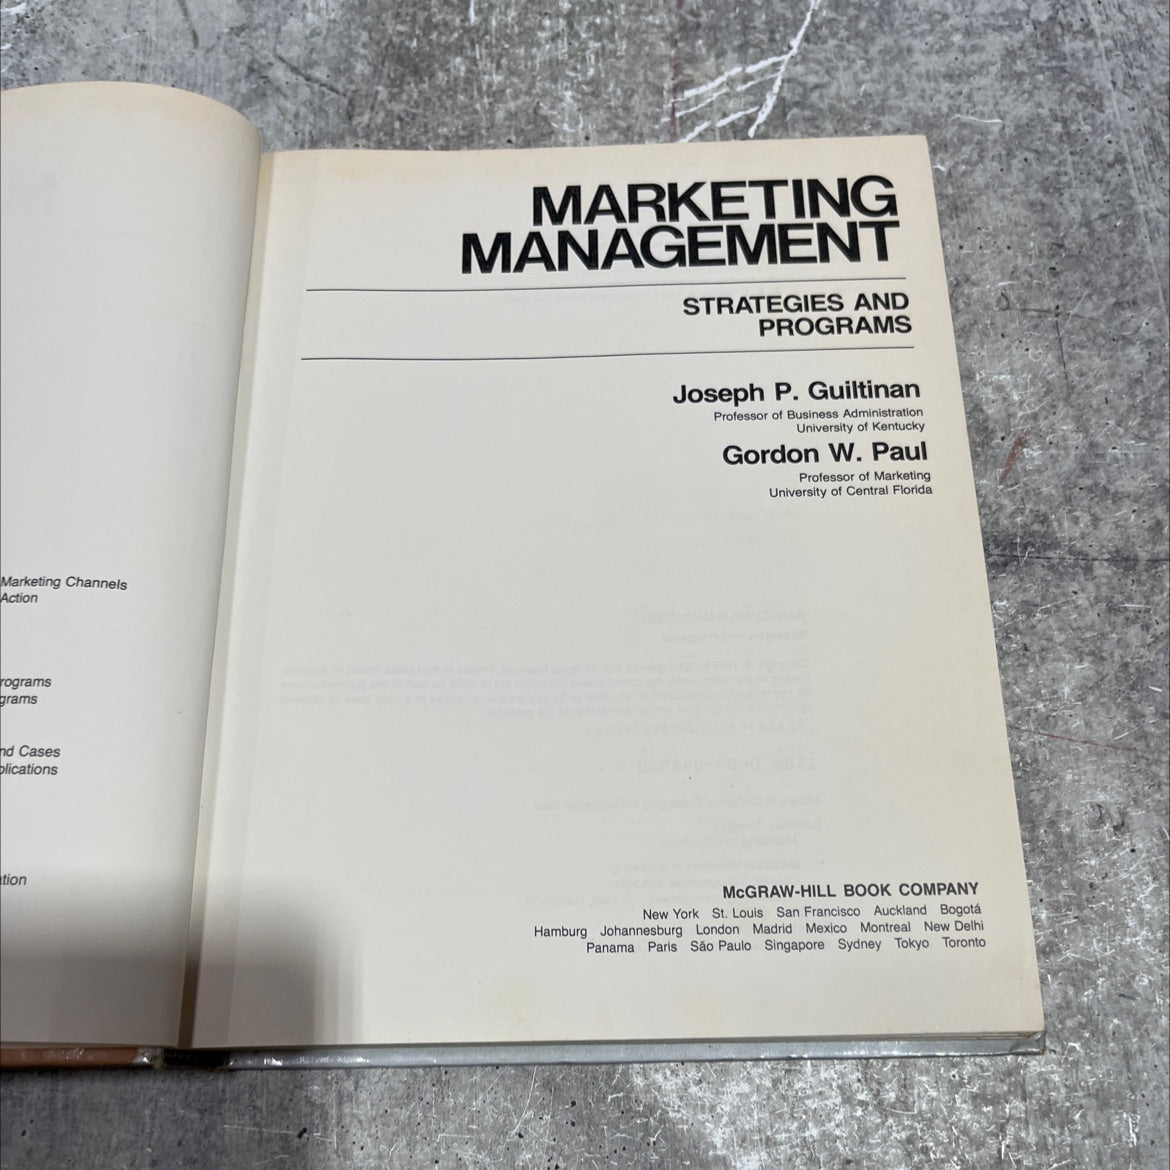 Marketing Channels
Action
rograms
grams
nd Cases
plications
ation
MARKETING
MANAGEMENT
STRATEGIES AND
PROGRAMS
Joseph P. Guiltinan
Professor of Business Administration
University of Kentucky
Gordon W. Paul
Professor of Marketing
University of Central Florida
McGRAW-HILL BOOK COMPANY
New York St. Louis San Francisco Auckland Bogotá
Hamburg Johannesburg London Madrid Mexico Montreal New Delhi
Panama Paris São Paulo Singapore Sydney Tokyo Toronto